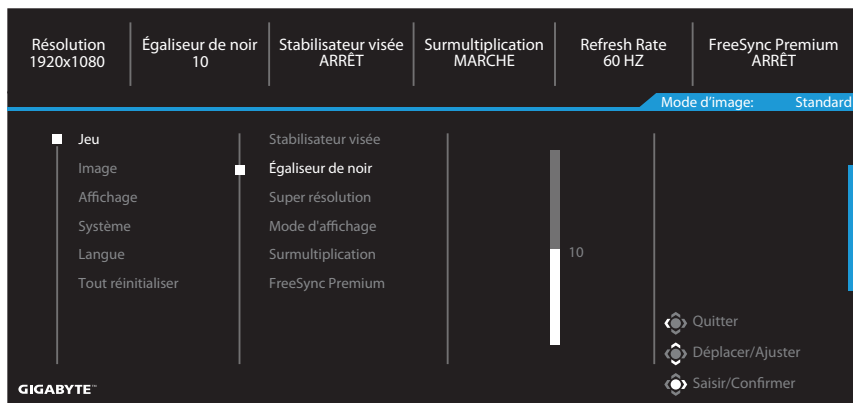 Résolution
1920x1080
Égaliseur de noir
10
Stabilisateur visée
ARRÊT
Surmultiplication
MARCHE
Refresh Rate
60 HZ
FreeSync Premium
ARRÊT
Mode d'image: Standard
Jeu
Image
Affichage
Système
Langue
Tout réinitialiser
Stabilisateur visée
Égaliseur de noir
Super résolution
Mode d'affichage
Surmultiplication
FreeSync Premium
10
Quitter
Déplacer/Ajuster
Saisir/Confirmer
GIGABYTE™